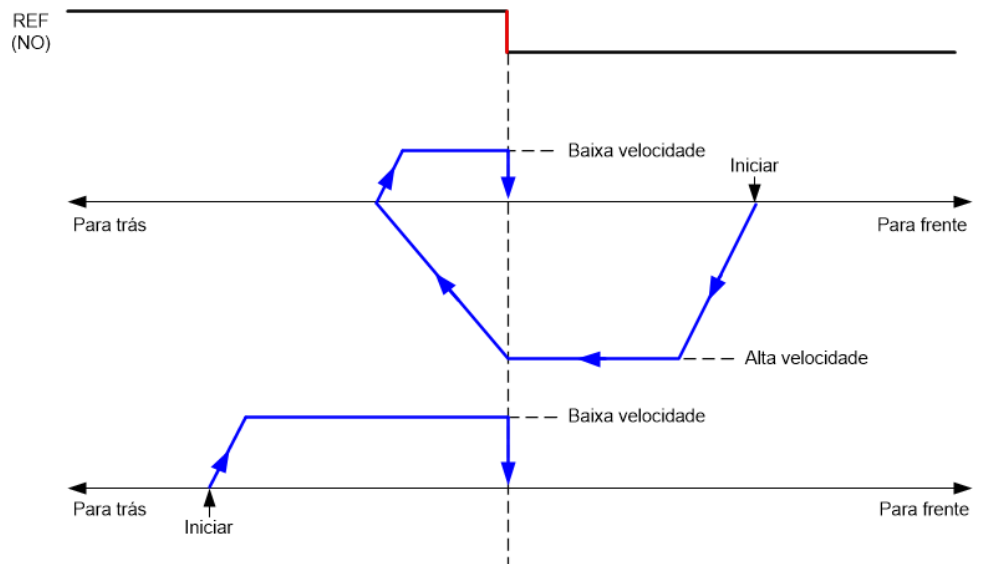 REF
(NO)
Baixa velocidade
Iniciar
Para trás
Para frente
Alta velocidade
Baixa velocidade
Para trás
Para frente
Iniciar